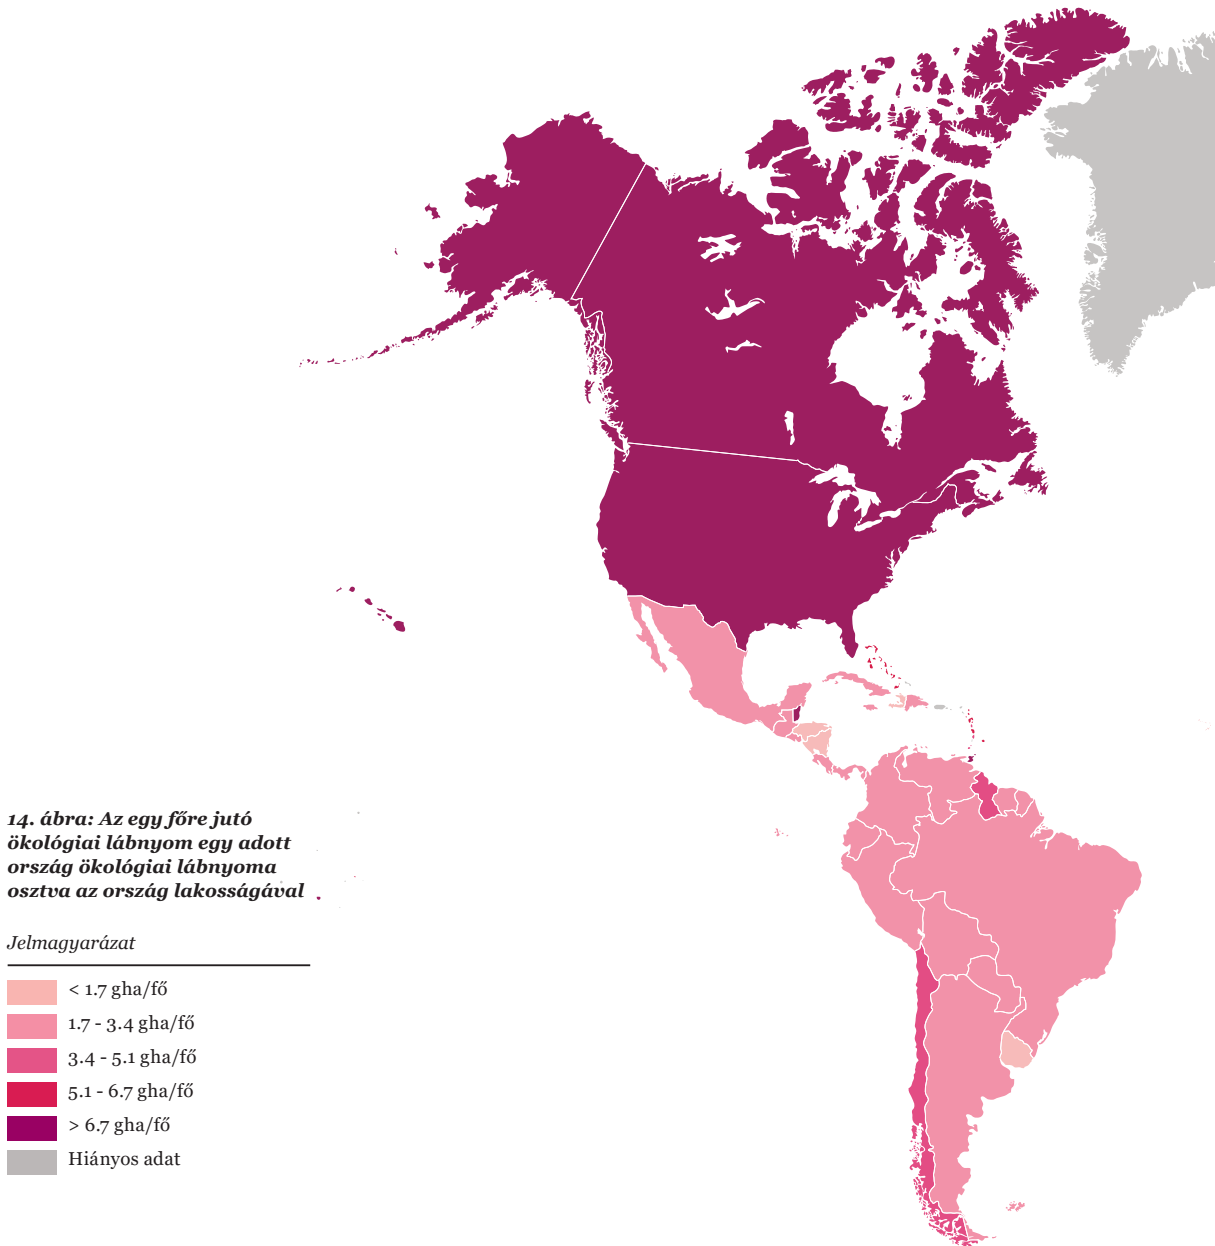 14. ábra: Az egy főre jutó
ökológiai lábnyom egy adott
ország ökológiai lábnyoma
osztva az ország lakosságával
Jelmagyarázat
< 1.7 gha/fő
1.7 - 3.4 gha/fő
3.4 - 5.1 gha/fő
5.1 - 6.7 gha/fő
> 6.7 gha/fő
Hiányos adat